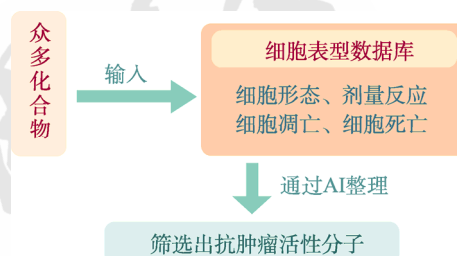 众多化合物
输入
细胞表型数据库
细胞形态、剂量反应
细胞凋亡、细胞死亡
通过AI整理
筛选出抗肿瘤活性分子